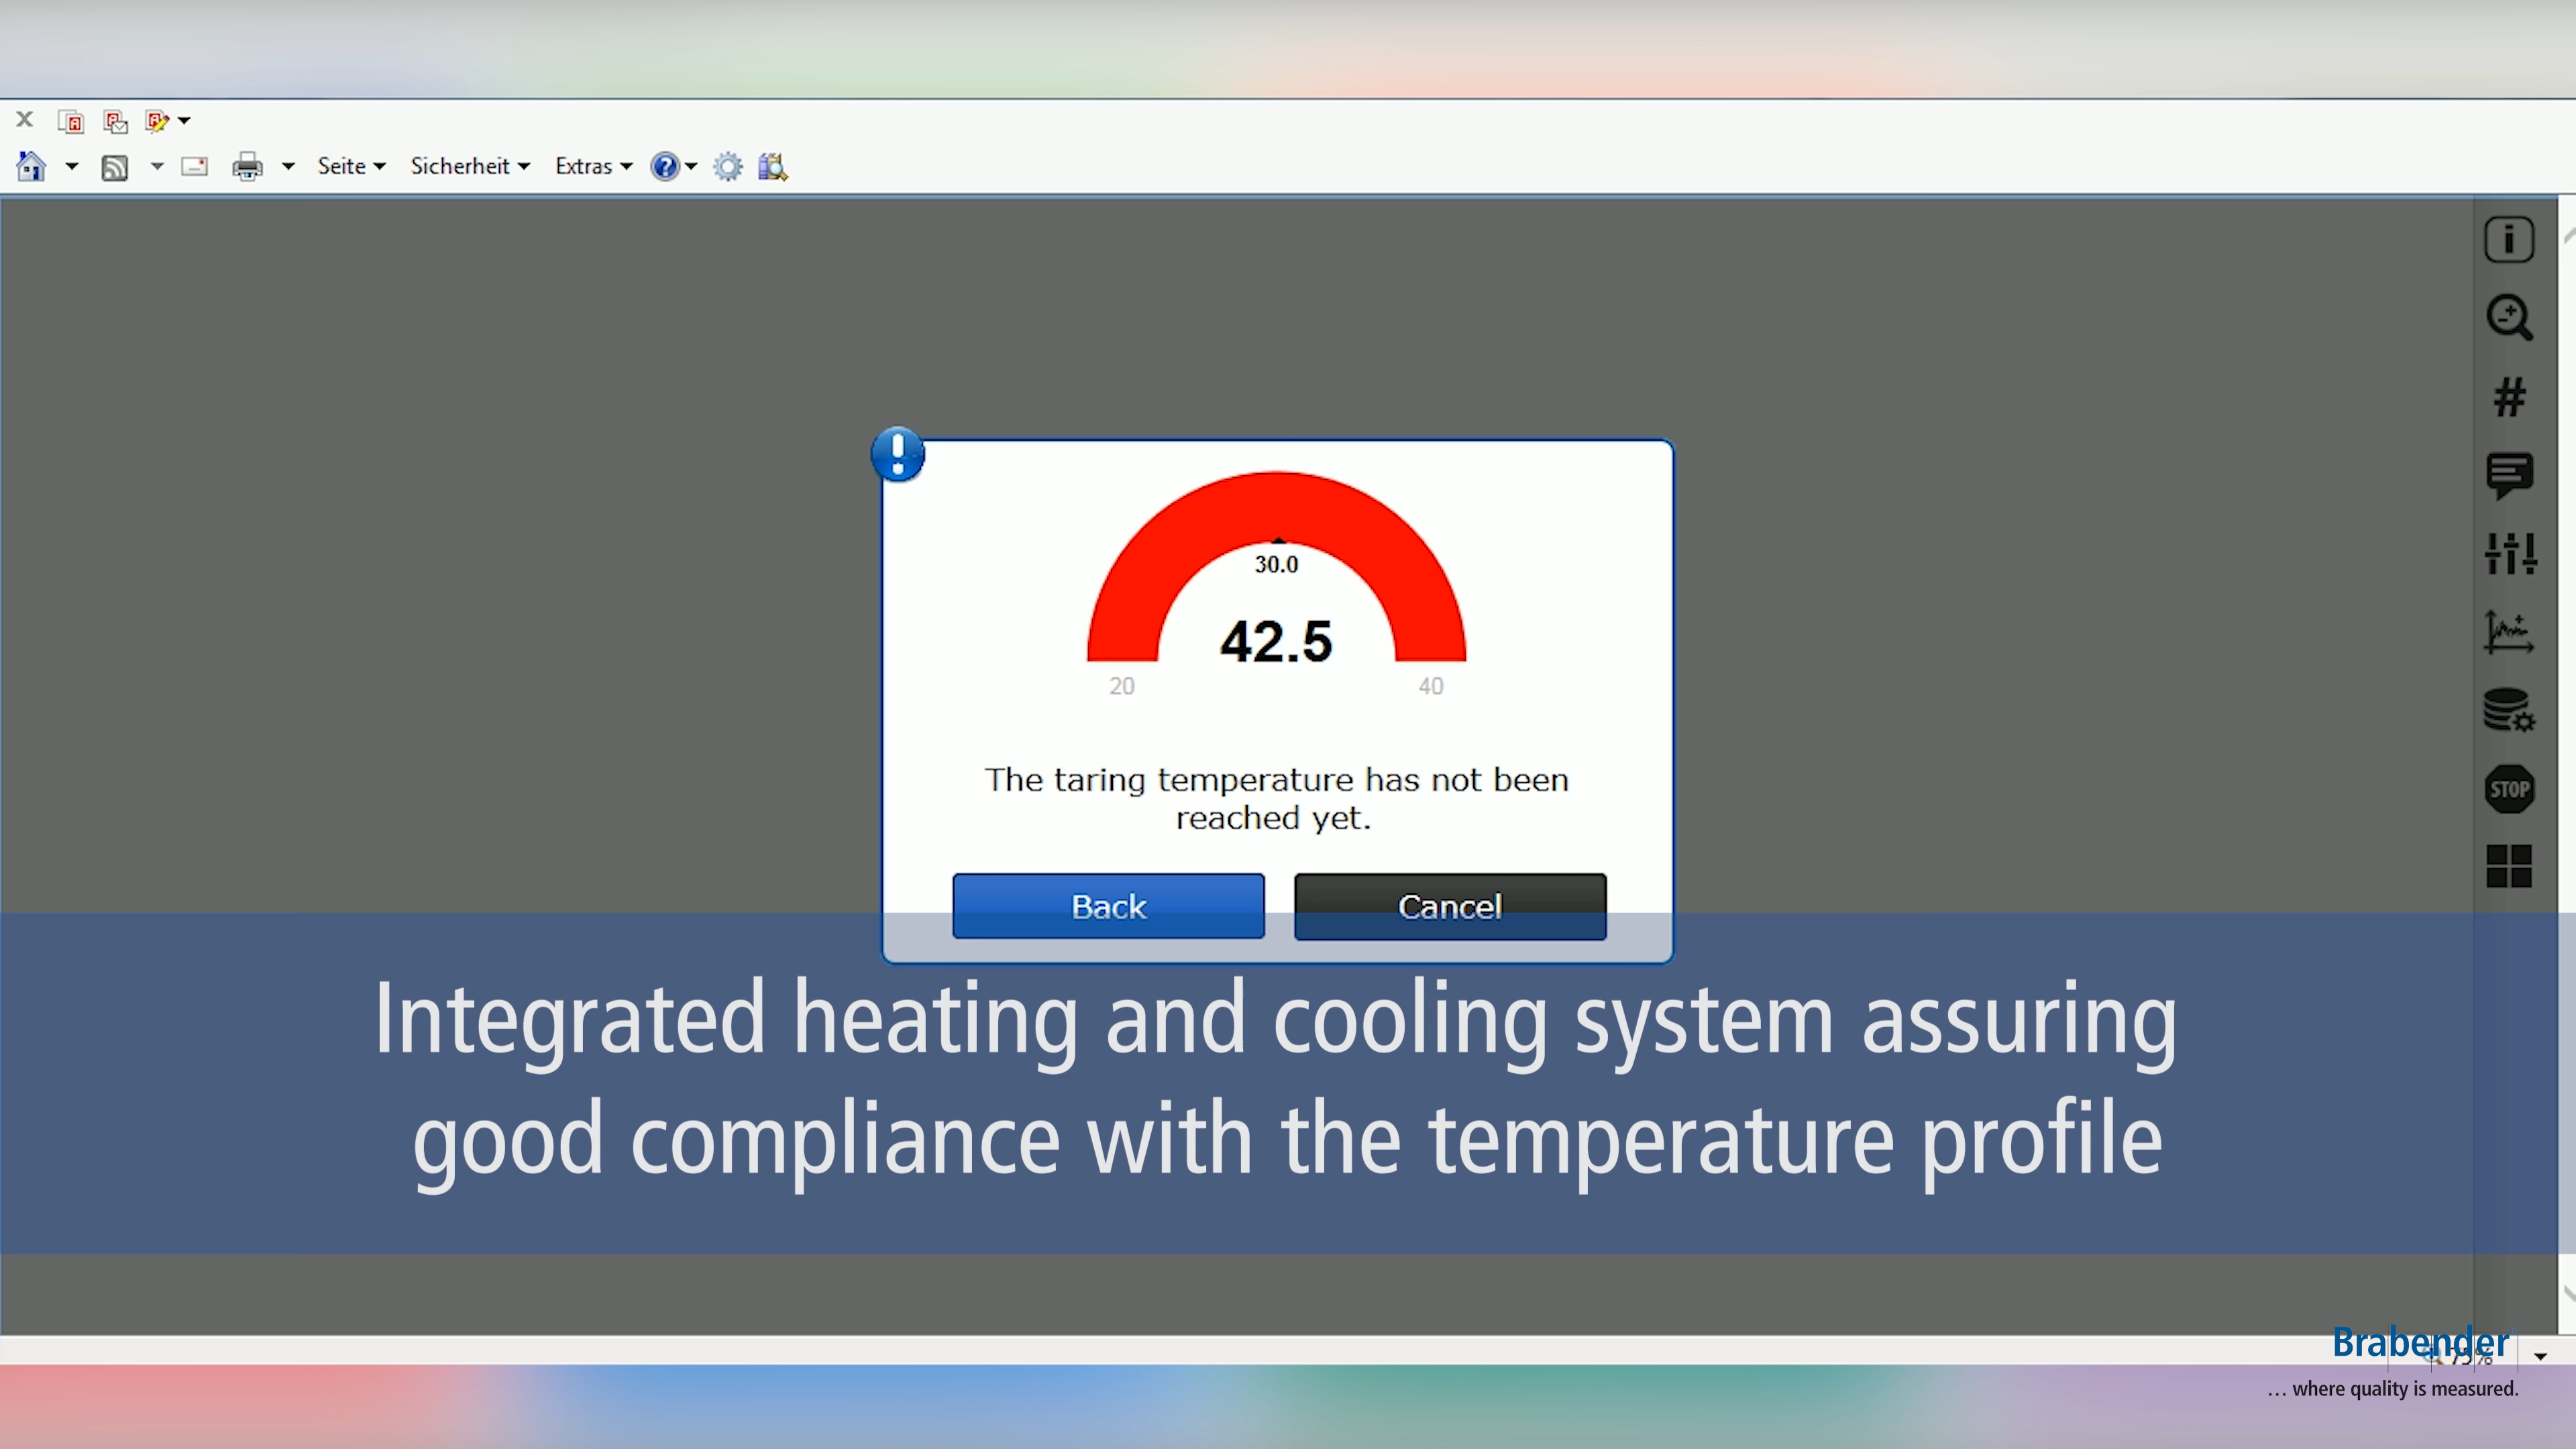 Seite Sicherheit Extras
#
30.0
42.5
20 40
The taring temperature has not been
reached yet.
Back Cancel
STOP
Integrated heating and cooling system assuring
good compliance with the temperature profile
Brabender
75%
... where quality is measured.